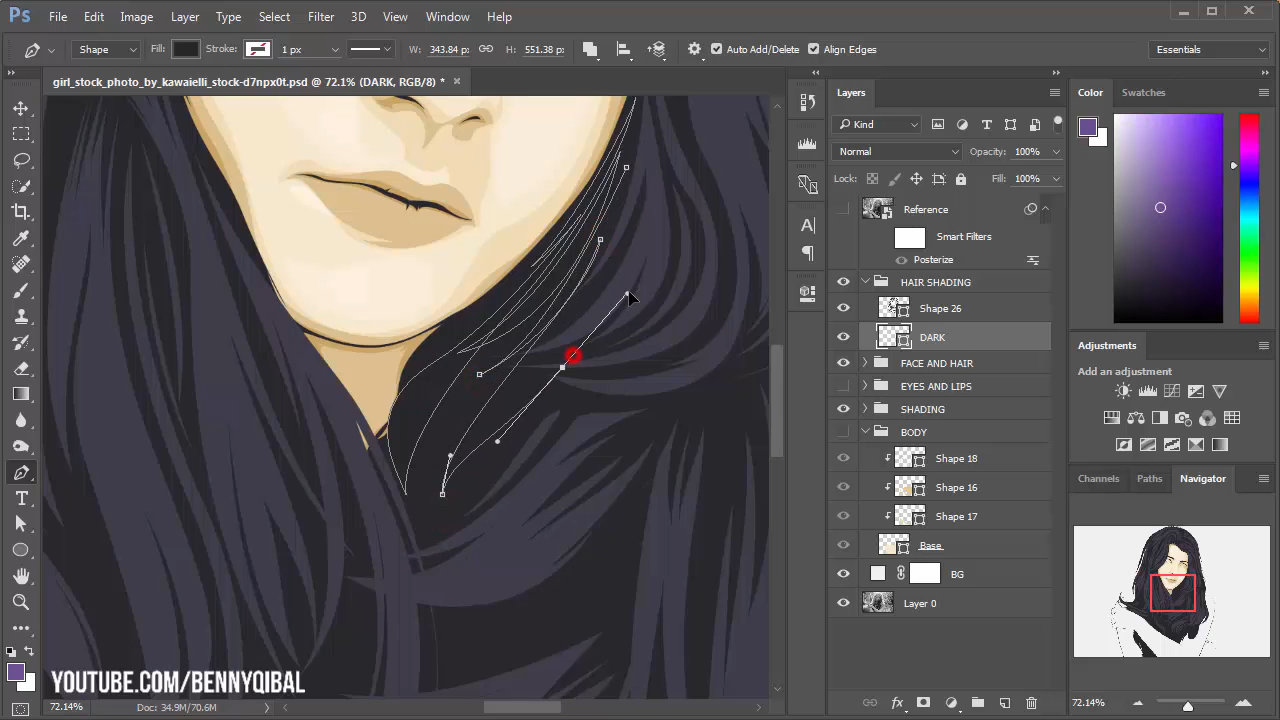 Ps File Edit Image Layer Type Select Filter 3D View Window Help
Shape Fill: Stroke: 1 px W: 343.84 p: H: 551.38 p: Auto Add/Delete Align Edges Essentials
girl_stock_photo_by_kawaielli_stock-d7npx0t.psd @ 72.1% (DARK, RGB/8) *
Layers
Kind
Normal Opacity: 100%
Lock: Fill: 100%
Reference
Smart Filters
Posterize
HAIR SHADING
Shape 26
DARK
FACE AND HAIR
EYES AND LIPS
SHADING
BODY
Shape 18
Shape 16
Shape 17
Base
BG
Layer 0
fx
Color Swatches
Adjustments
Add an adjustment
Channels Paths Navigator
72.14%
YOUTUBE.COM/BENNYQIBAL
72.14% Doc: 34.9M/70.6M